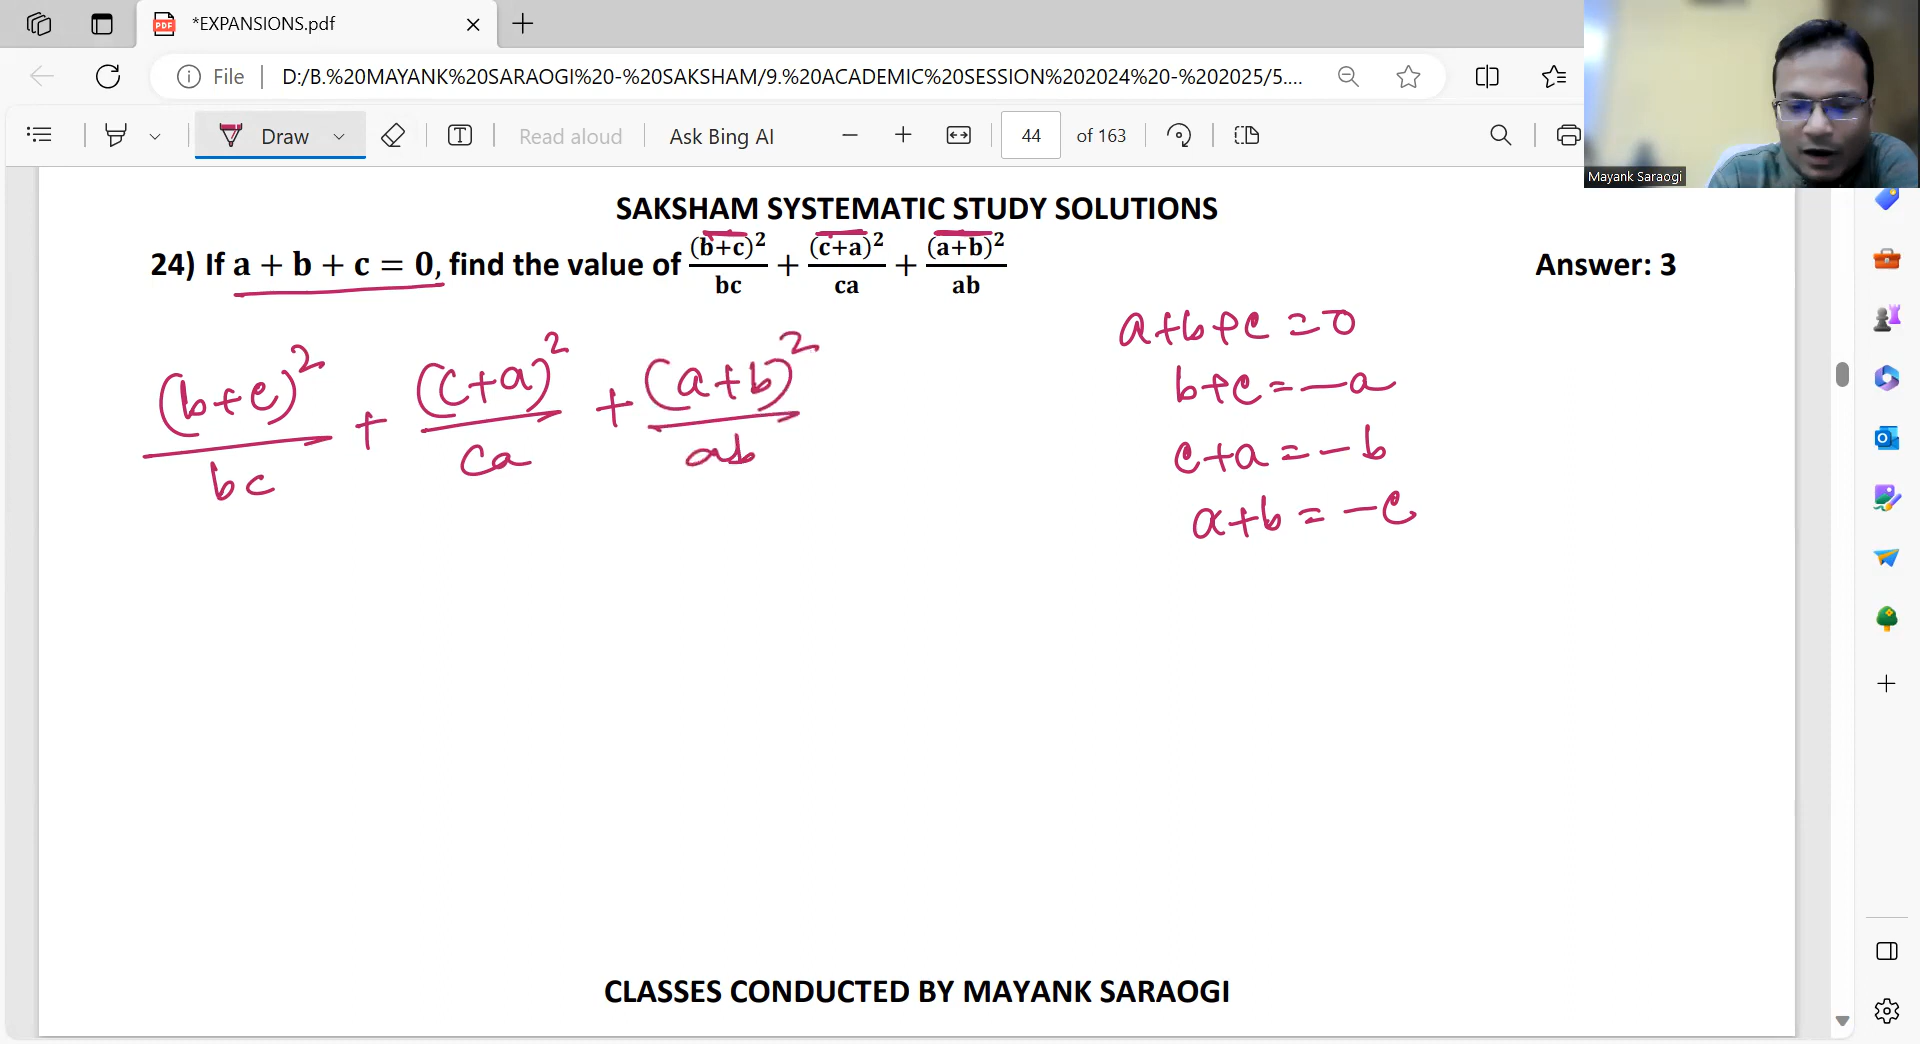 *EXPANSIONS.pdf
File | D:/B.%20MAYANK%20SARAOGI%20-%20SAKSHAM/9.%20ACADEMIC%20SESSION%202024%20-%202025/5....
Draw Read aloud Ask Bing AI 44 of 163
Mayank Saraogi
SAKSHAM SYSTEMATIC STUDY SOLUTIONS
24) If a + b + c = 0, find the value of (b+c)²/bc + (c+a)²/ca + (a+b)²/ab Answer: 3
(b+c)²/bc + (c+a)²/ca + (a+b)²/ab
a+b+c = 0
b+c = -a
c+a = -b
a+b = -c
CLASSES CONDUCTED BY MAYANK SARAOGI